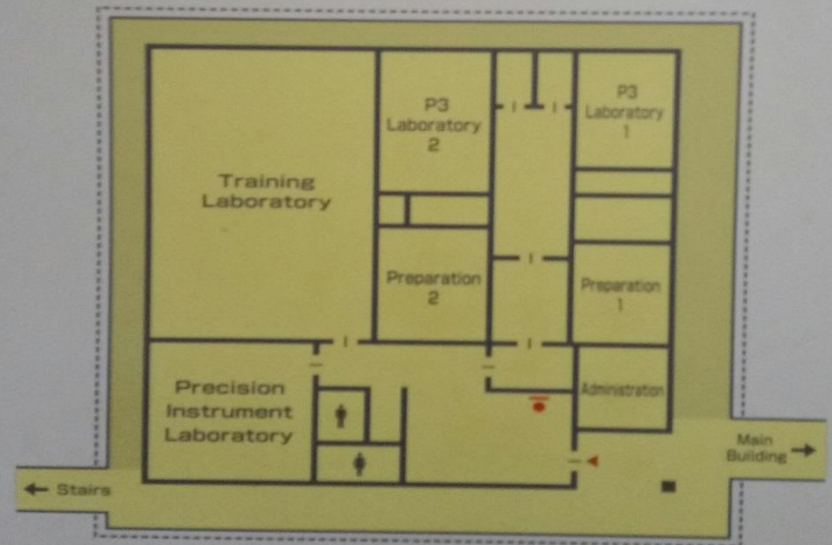 P3
Laboratory
2
P3
Laboratory
1
Training
Laboratory
Preparation
2
Preparation
1
Precision
Instrument
Laboratory
Administration
Main
Building
Stairs